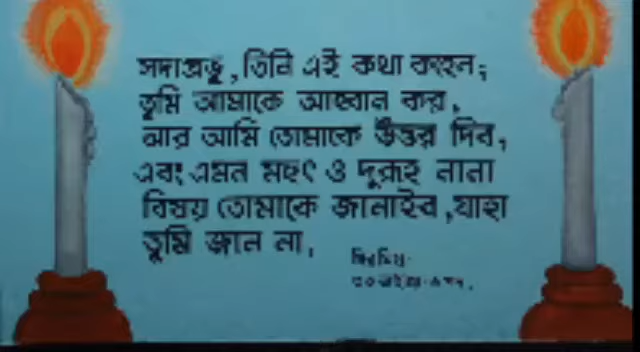 সদাপ্রভু, তিনি এই কথা কহেন;
তুমি আমাকে আহ্বান কর,
আর আমি তোমাকে উত্তর দিব,
এবং এমন মহৎ ও দুরূহ নানা
বিষয় তোমাকে জানাইব, যাহা
তুমি জান না,